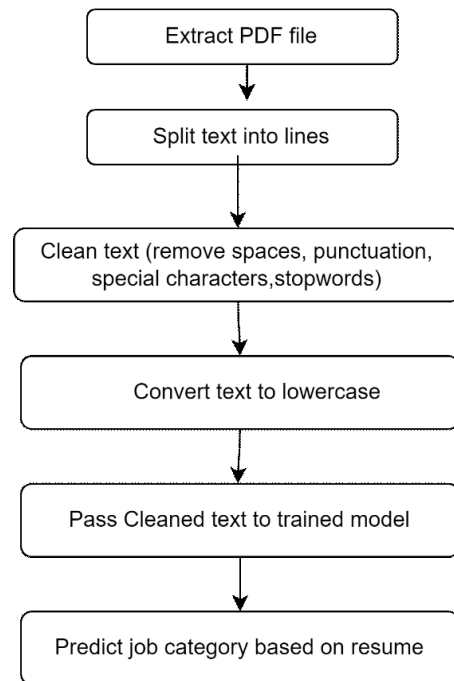 Extract PDF file
Split text into lines
Clean text (remove spaces, punctuation,
special characters,stopwords)
Convert text to lowercase
Pass Cleaned text to trained model
Predict job category based on resume